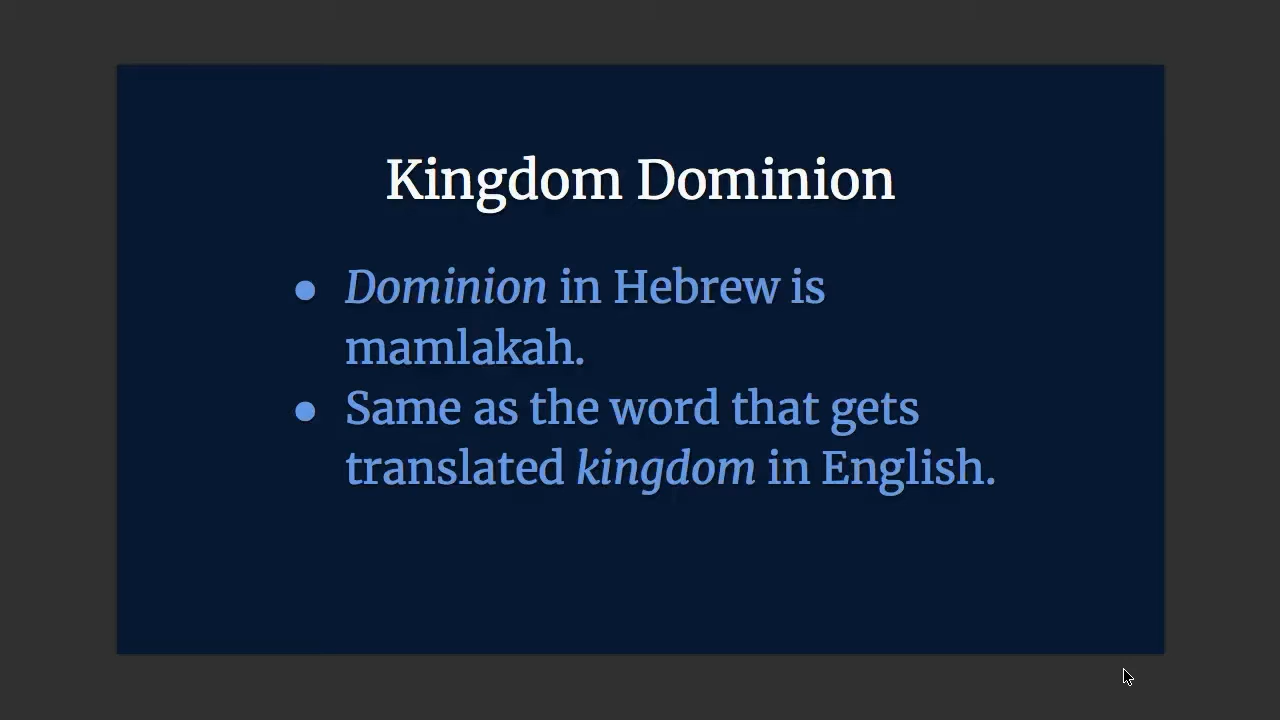 Kingdom Dominion
● Dominion in Hebrew is
mamlakah.
● Same as the word that gets
translated kingdom in English.